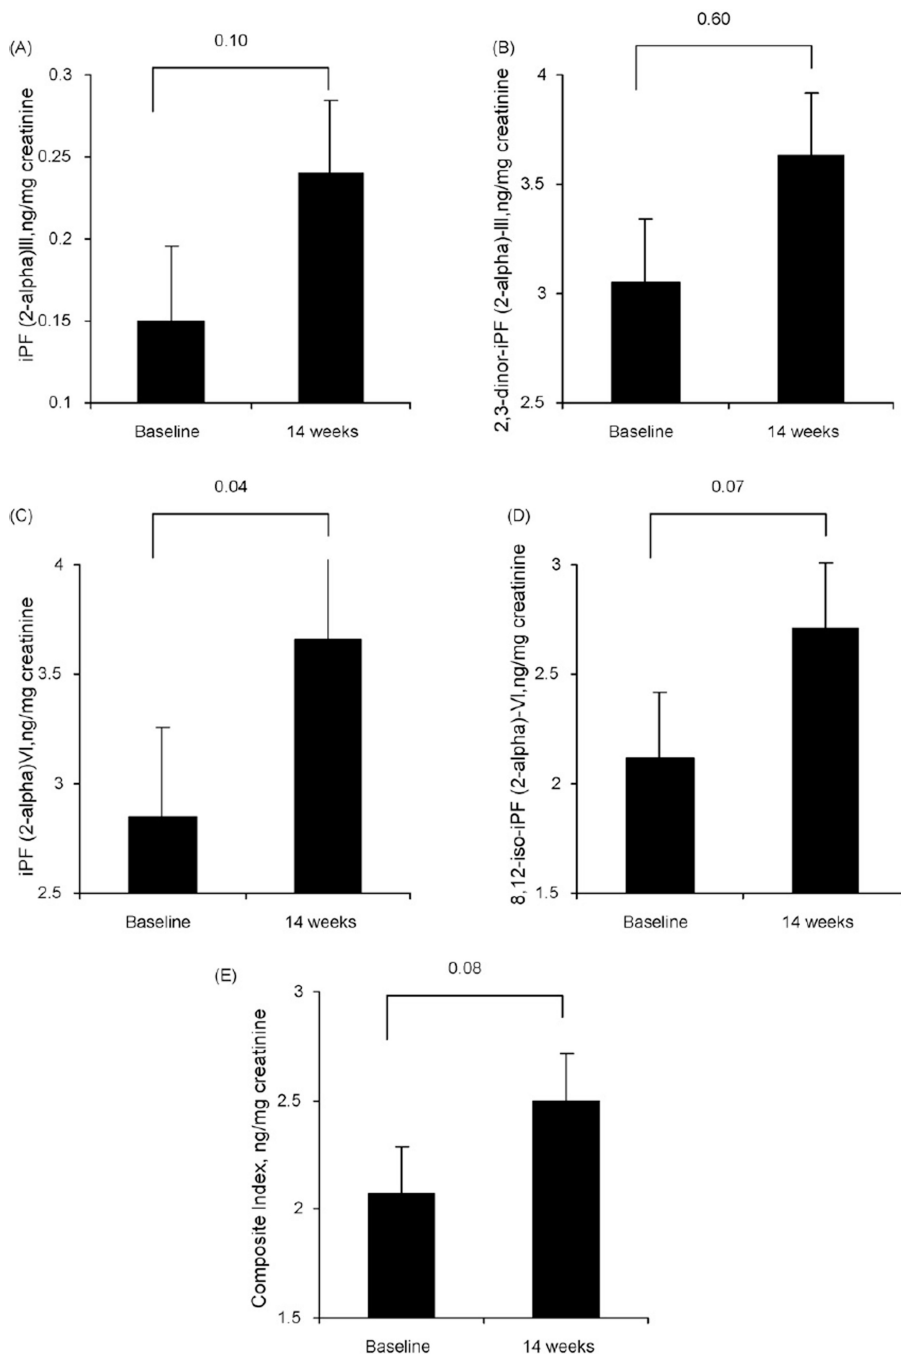 (A)
0.10
iPF (2-alpha)III,ng/mg creatinine
0.3
0.25
0.2
0.15
0.1
Baseline 14 weeks
(B)
0.60
2,3-dinor-iPF (2-alpha)-III,ng/mg creatinine
4
3.5
3
2.5
Baseline 14 weeks
(C)
0.04
iPF (2-alpha)VI,ng/mg creatinine
4
3.5
3
2.5
Baseline 14 weeks
(D)
0.07
8,12-iso-iPF (2-alpha)-VI,ng/mg creatinine
3
2.5
2
1.5
Baseline 14 weeks
(E)
0.08
Composite Index, ng/mg creatinine
3
2.5
2
1.5
Baseline 14 weeks